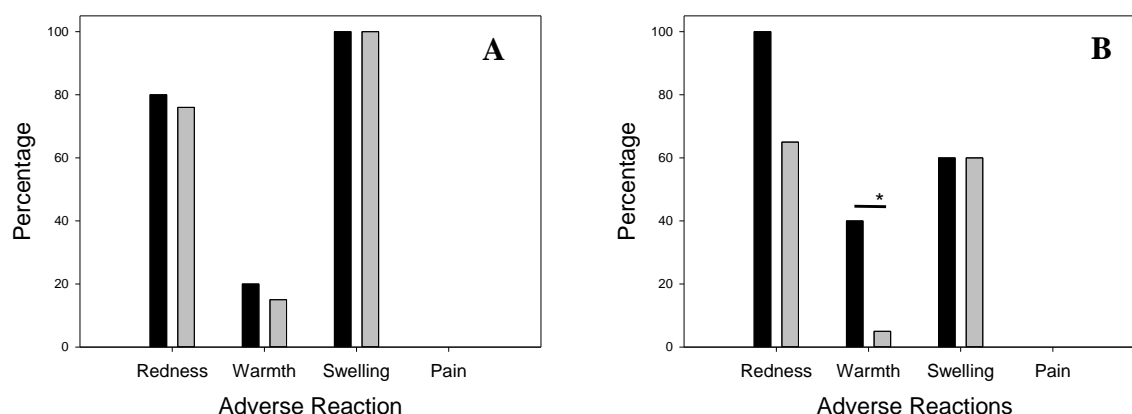 A
100
80
60
40
20
0
Percentage
Redness Warmth Swelling Pain
Adverse Reaction
B
100
80
60
40
20
0
Percentage
*
Redness Warmth Swelling Pain
Adverse Reactions